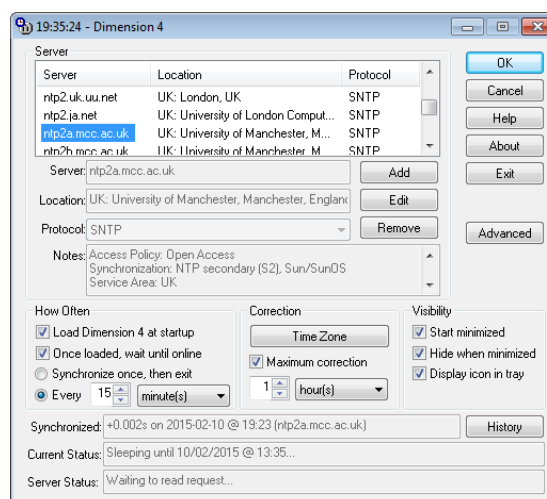 19:35:24 - Dimension 4
Server
Server Location Protocol
ntp2.uk.uu.net UK: London, UK SNTP
ntp2.ja.net UK: University of London Comput... SNTP
ntp2a.mcc.ac.uk UK: University of Manchester, M... SNTP
ntp2b.mcc.ac.uk UK: University of Manchester, M... SNTP
Server: ntp2a.mcc.ac.uk
Location: UK: University of Manchester, Manchester, England
Protocol: SNTP
Notes: Access Policy: Open Access
Synchronization: NTP secondary (S2), Sun/SunOS
Service Area: UK
Add
Edit
Remove
OK
Cancel
Help
About
Exit
Advanced
How Often
Load Dimension 4 at startup
Once loaded, wait until online
Synchronize once, then exit
Every 15 minute(s)
Correction
Time Zone
Maximum correction
1 hour(s)
Visibility
Start minimized
Hide when minimized
Display icon in tray
Synchronized: +0.002s on 2015-02-10 @ 19:23 (ntp2a.mcc.ac.uk)
History
Current Status: Sleeping until 10/02/2015 @ 13:35...
Server Status: Waiting to read request...